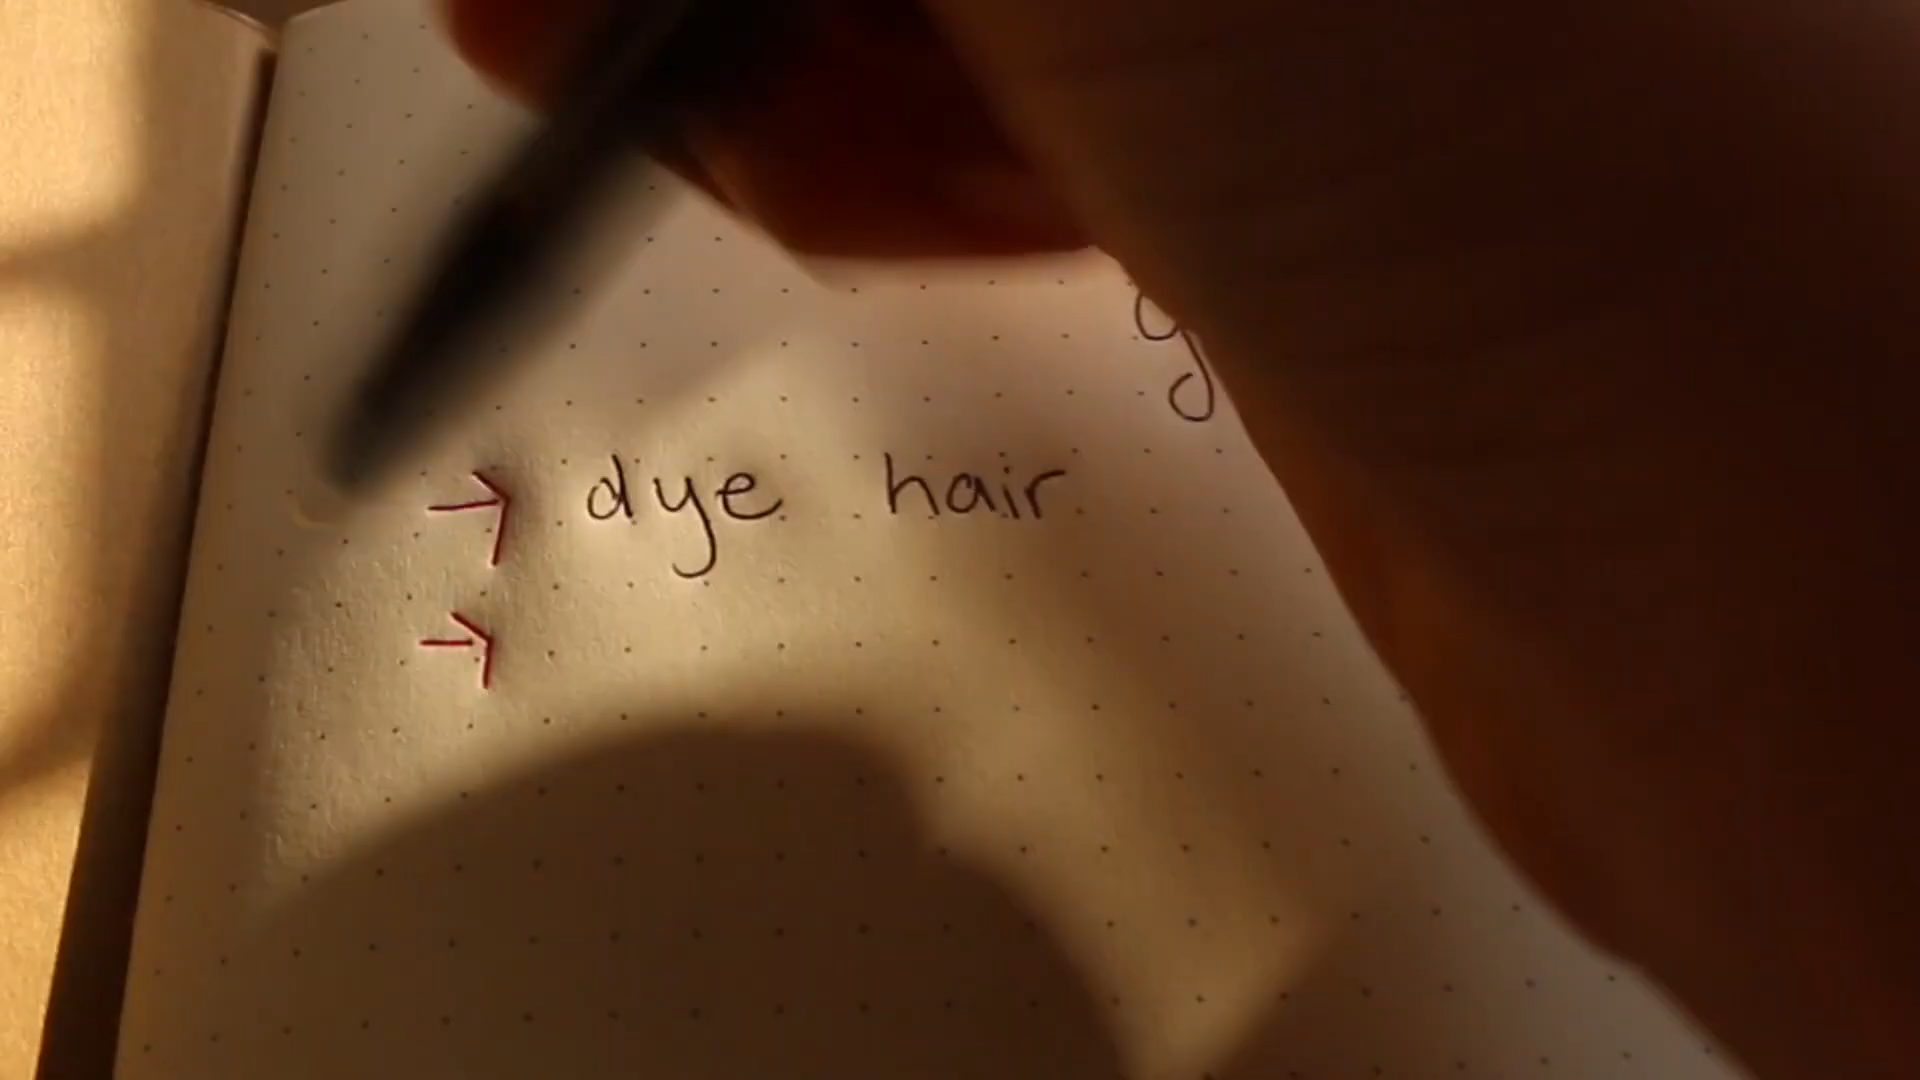 g
→ dye hair
→